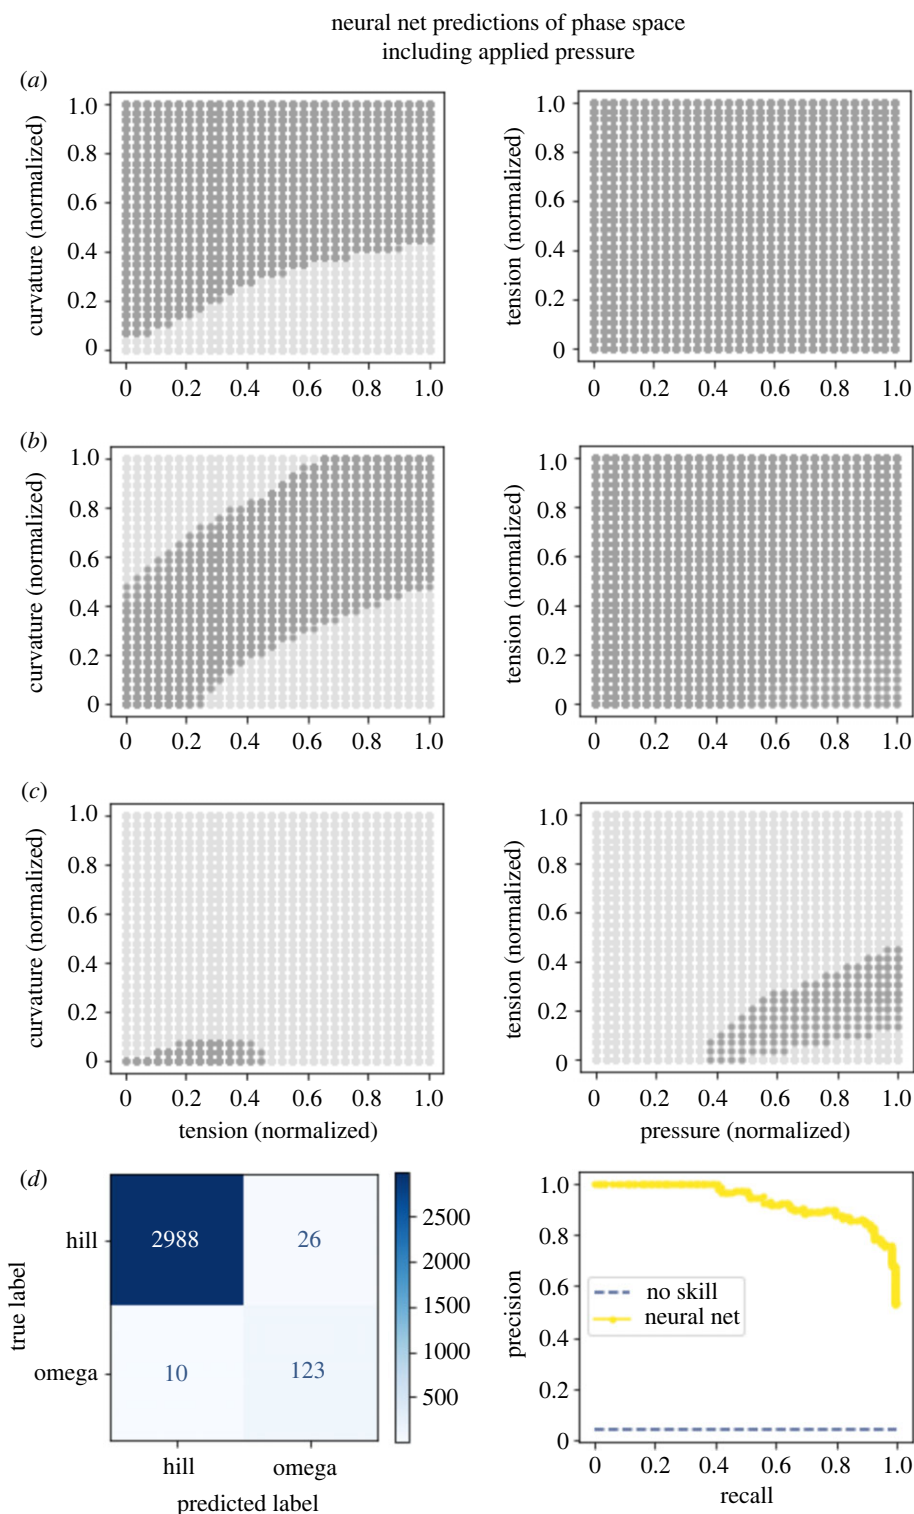 neural net predictions of phase space
including applied pressure
(a)
curvature (normalized)
1.0
0.8
0.6
0.4
0.2
0
0 0.2 0.4 0.6 0.8 1.0
tension (normalized)
1.0
0.8
0.6
0.4
0.2
0
0 0.2 0.4 0.6 0.8 1.0
(b)
curvature (normalized)
1.0
0.8
0.6
0.4
0.2
0
0 0.2 0.4 0.6 0.8 1.0
tension (normalized)
1.0
0.8
0.6
0.4
0.2
0
0 0.2 0.4 0.6 0.8 1.0
(c)
curvature (normalized)
1.0
0.8
0.6
0.4
0.2
0
0 0.2 0.4 0.6 0.8 1.0
tension (normalized)
tension (normalized)
1.0
0.8
0.6
0.4
0.2
0
0 0.2 0.4 0.6 0.8 1.0
pressure (normalized)
(d)
true label
hill
omega
2988 26
10 123
hill omega
predicted label
2500
2000
1500
1000
500
precision
1.0
0.8
0.6
0.4
0.2
0
no skill
neural net
0 0.2 0.4 0.6 0.8 1.0
recall